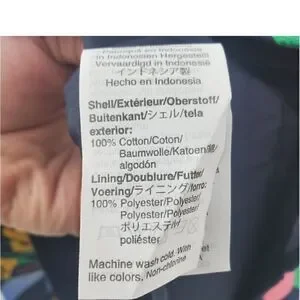 Fabriqué en Indonésie
in Indonesien Hergestellt
Vervaardigd in Indonesië
インドネシア製
Hecho en Indonesia
Shell/Extérieur/Oberstoff/
Buitenkant/シェル/tela
exterior:
100% Cotton/Coton/
Baumwolle/Katoen/
algodón
Lining/Doublure/Futter/
Voering/ライニング/forro:
100% Polyester/Polyester/
Polyester/Polyester/
ポリエステル/
poliéster
Machine wash cold. With
like colors. Non-chlorine